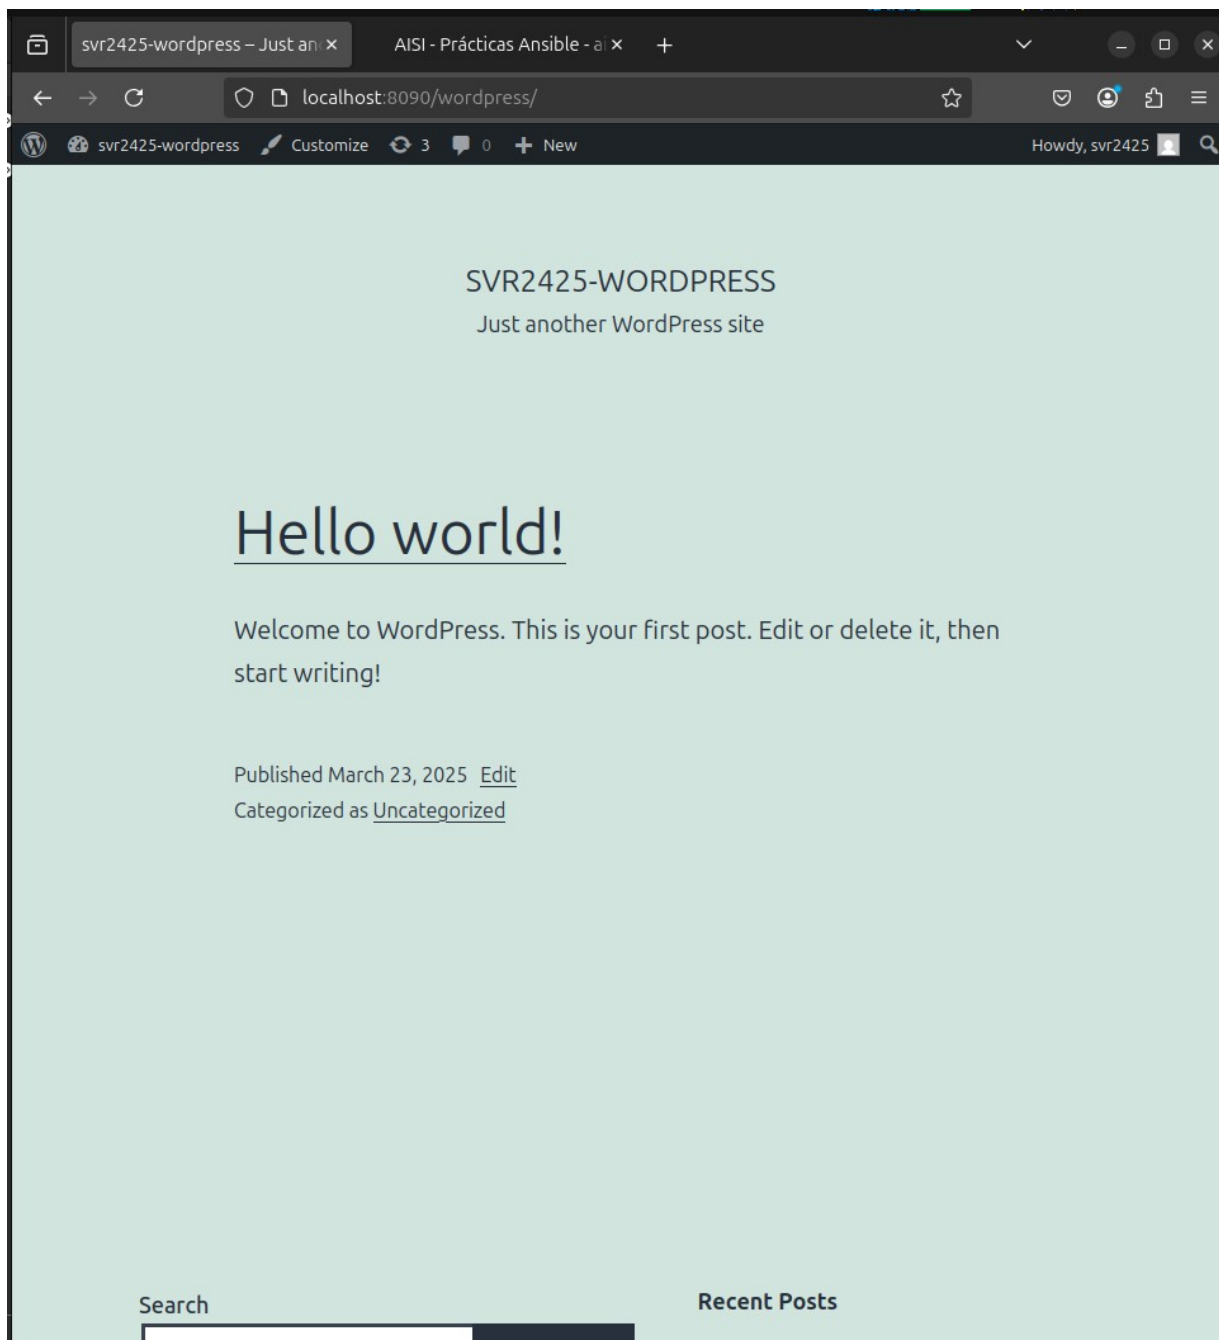 svr2425-wordpress – Just an
AISI - Prácticas Ansible - ai
localhost:8090/wordpress/
svr2425-wordpress Customize 3 0 New Howdy, svr2425
SVR2425-WORDPRESS
Just another WordPress site
Hello world!
Welcome to WordPress. This is your first post. Edit or delete it, then
start writing!
Published March 23, 2025 Edit
Categorized as Uncategorized
Search
Recent Posts